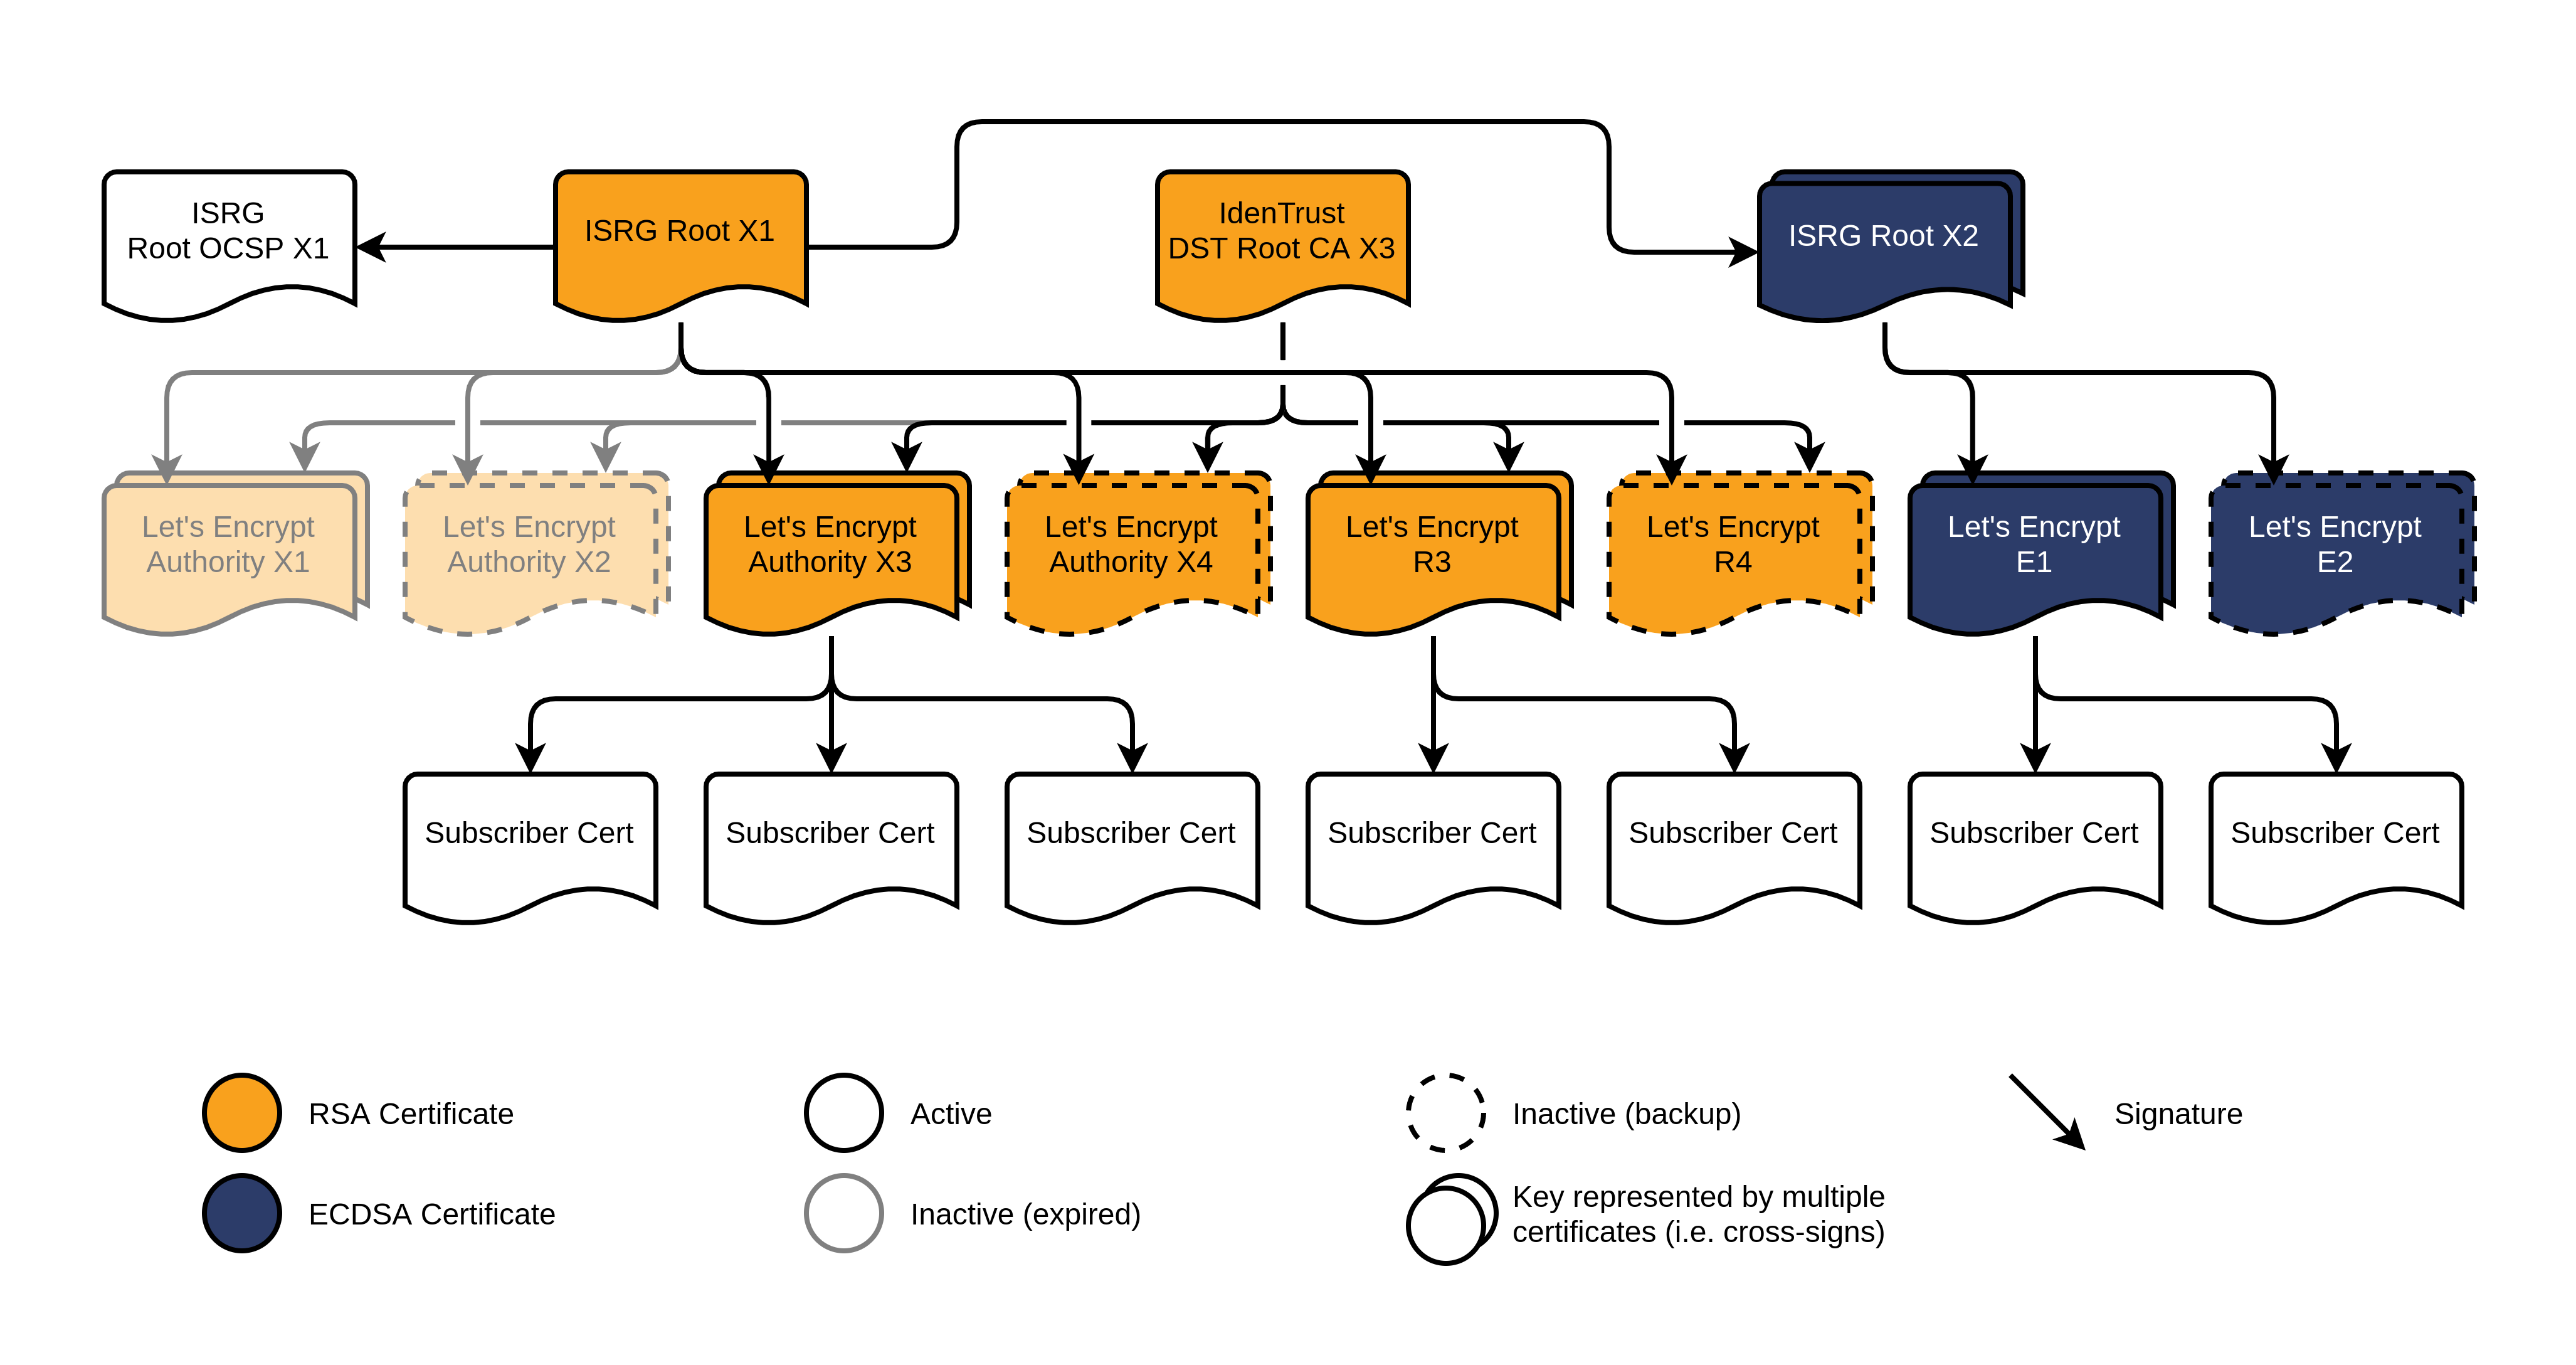 ISRG
Root OCSP X1
ISRG Root X1
IdenTrust
DST Root CA X3
ISRG Root X2
Let's Encrypt
Authority X1
Let's Encrypt
Authority X2
Let's Encrypt
Authority X3
Let's Encrypt
Authority X4
Let's Encrypt
R3
Let's Encrypt
R4
Let's Encrypt
E1
Let's Encrypt
E2
Subscriber Cert
Subscriber Cert
Subscriber Cert
Subscriber Cert
Subscriber Cert
Subscriber Cert
Subscriber Cert
RSA Certificate
Active
Inactive (backup)
Signature
ECDSA Certificate
Inactive (expired)
Key represented by multiple
certificates (i.e. cross-signs)